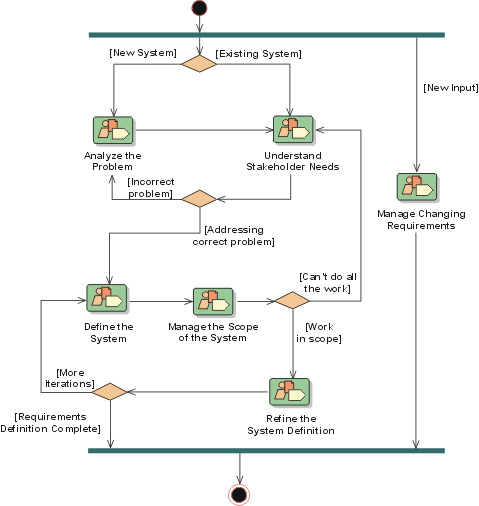 [New System]
[Existing System]
[New Input]
Analyze the
Problem
Understand
Stakeholder Needs
[Incorrect
problem]
Manage Changing
Requirements
[Addressing
correct problem]
[Can't do all
the work]
Define the
System
Manage the Scope
of the System
[Work
in scope]
[More
Iterations]
[Requirements
Definition Complete]
Refine the
System Definition